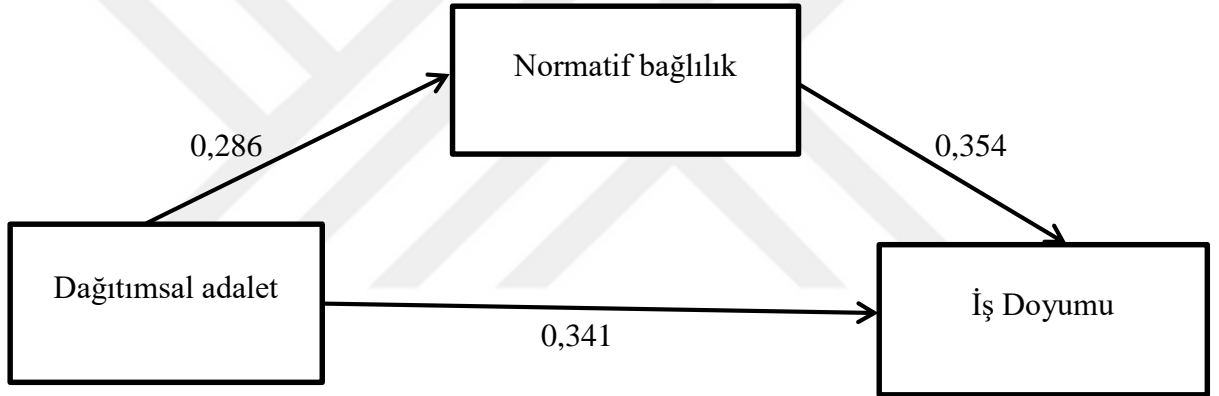 Normatif bağlılık
0,286
0,354
Dağıtımsal adalet
İş Doyumu
0,341